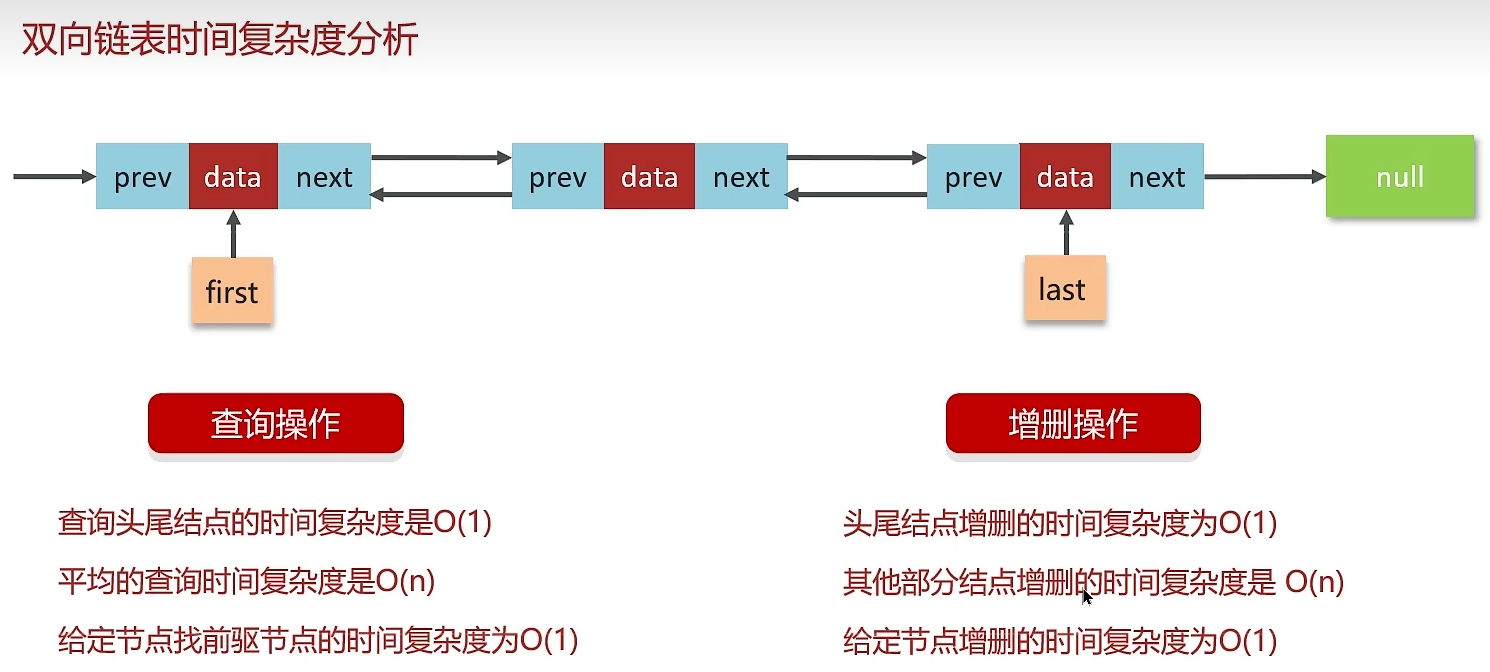 双向链表时间复杂度分析
prev data next prev data next prev data next null
first last
查询操作 增删操作
查询头尾结点的时间复杂度是O(1)
平均的查询时间复杂度是O(n)
给定节点找前驱节点的时间复杂度为O(1)
头尾结点增删的时间复杂度为O(1)
其他部分结点增删的时间复杂度是 O(n)
给定节点增删的时间复杂度为O(1)